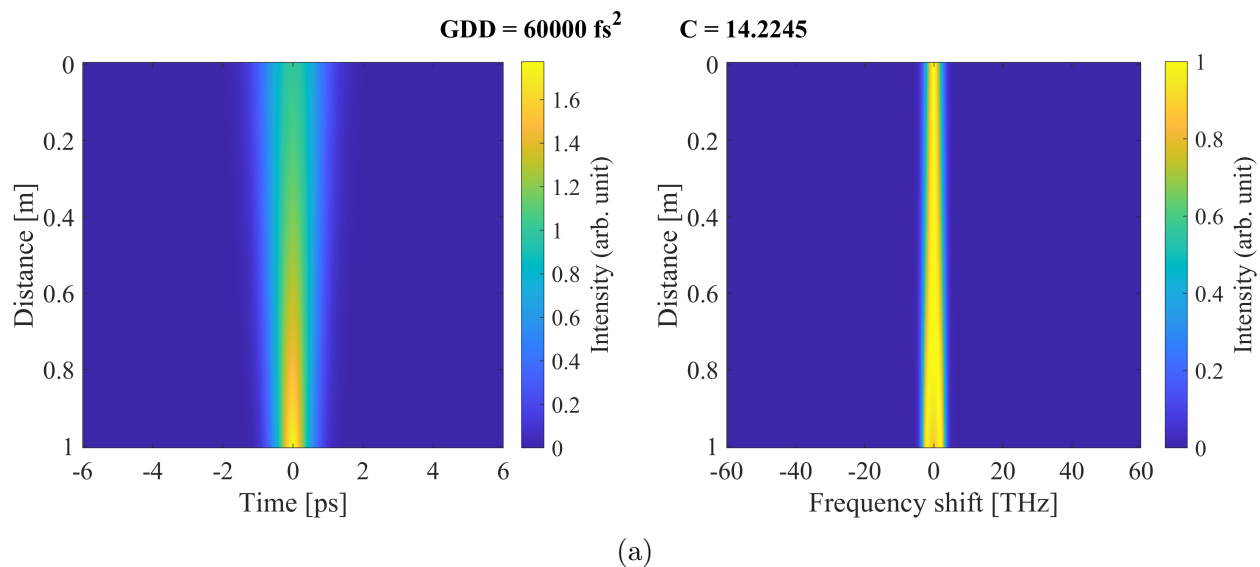 GDD = 60000 fs² C = 14.2245
0
0.2
0.4
0.6
0.8
1
Distance [m]
-6 -4 -2 0 2 4 6
Time [ps]
1.6
1.4
1.2
1
0.8
0.6
0.4
0.2
0
Intensity (arb. unit)
0
0.2
0.4
0.6
0.8
1
Distance [m]
-60 -40 -20 0 20 40 60
Frequency shift [THz]
1
0.8
0.6
0.4
0.2
0
Intensity (arb. unit)
(a)